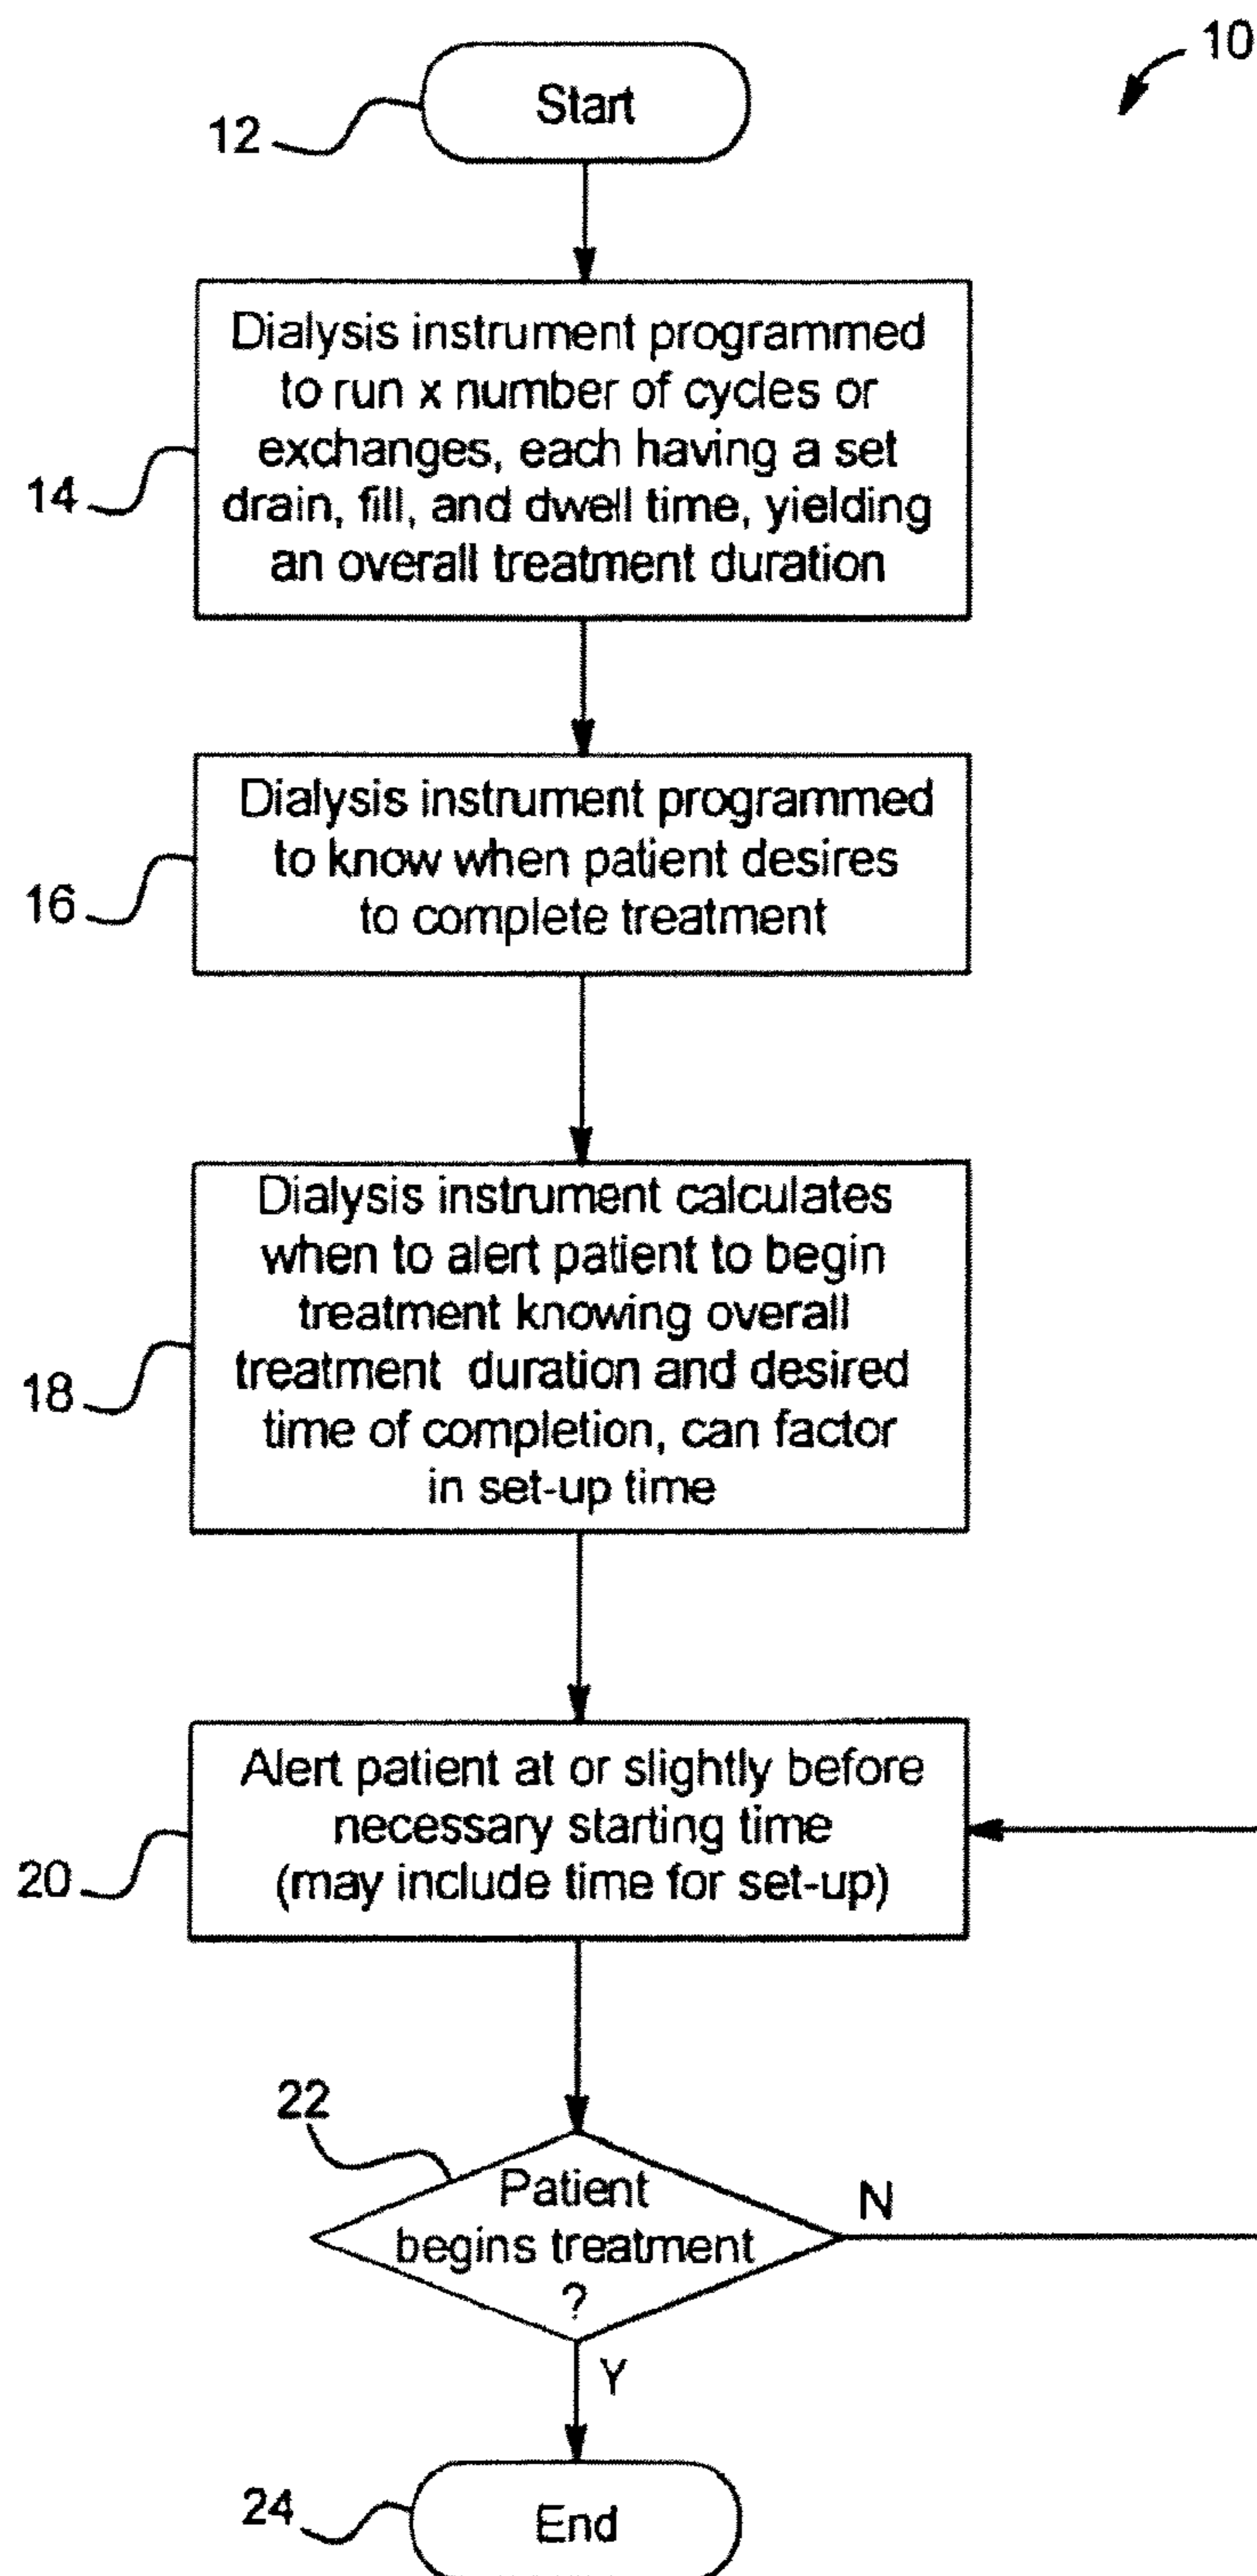 10
Start
12
Dialysis instrument programmed
to run x number of cycles or
exchanges, each having a set
drain, fill, and dwell time, yielding
an overall treatment duration
14
Dialysis instrument programmed
to know when patient desires
to complete treatment
16
Dialysis instrument calculates
when to alert patient to begin
treatment knowing overall
treatment duration and desired
time of completion, can factor
in set-up time
18
Alert patient at or slightly before
necessary starting time
(may include time for set-up)
20
22
Patient
begins treatment
?
N
Y
24
End